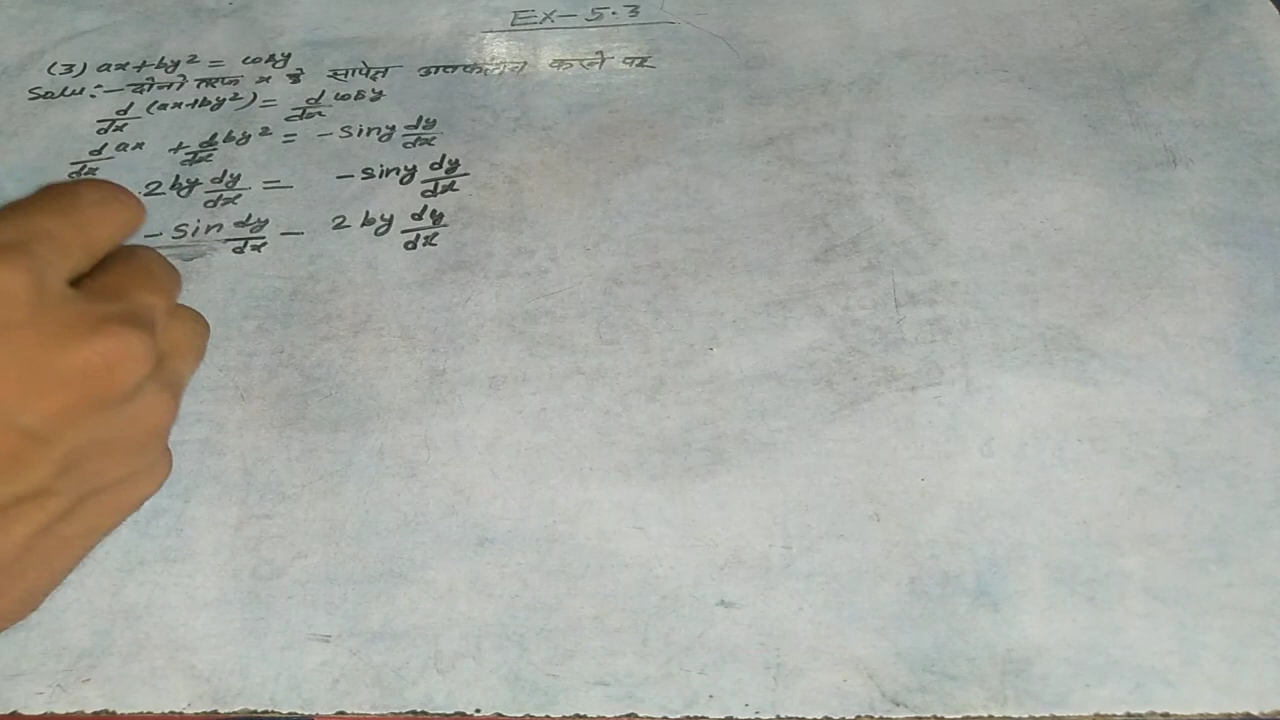 Ex-5.3
(3) ax+by² = cosy
Solu:- दोनो तरफ x के सापेक्ष अवकलन करने पर
d/dx (ax+by²) = d/dx cosy
d/dx ax + d/dx by² = -siny dy/dx
2by dy/dx = -siny dy/dx
- sin dy/dx - 2by dy/dx